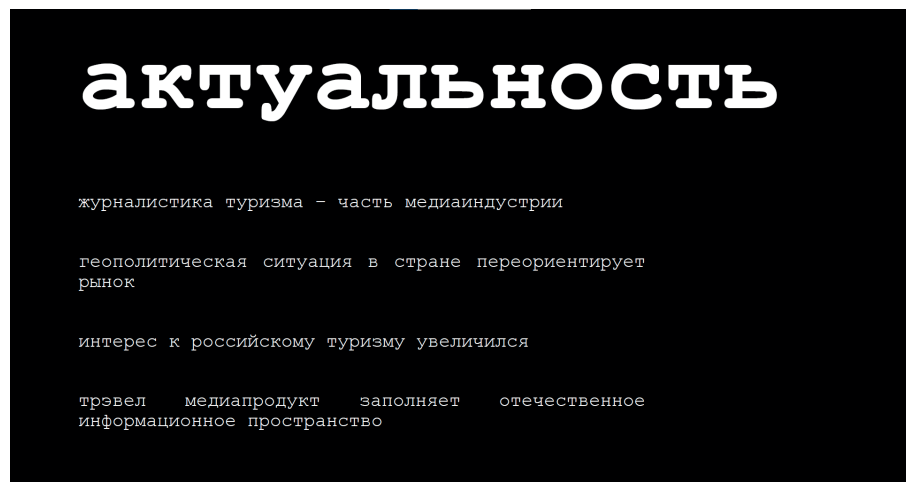 актуальность
журналистика туризма – часть медиаиндустрии
геополитическая ситуация в стране переориентирует
рынок
интерес к российскому туризму увеличился
трэвел медиапродукт заполняет отечественное
информационное пространство